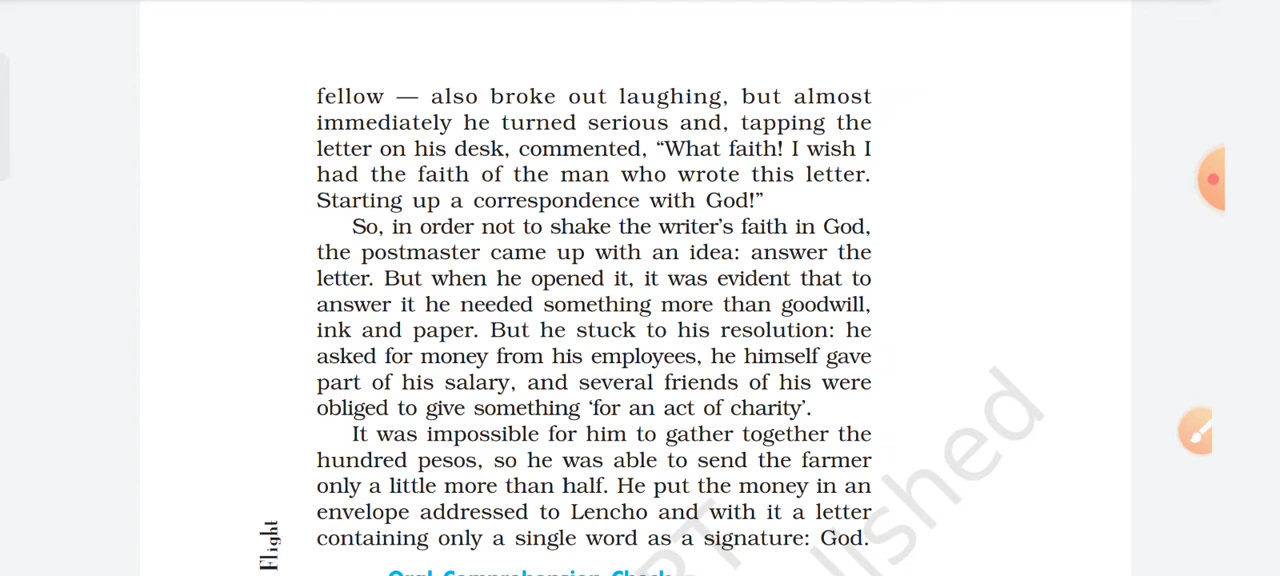 fellow — also broke out laughing, but almost
immediately he turned serious and, tapping the
letter on his desk, commented, “What faith! I wish I
had the faith of the man who wrote this letter.
Starting up a correspondence with God!”
So, in order not to shake the writer’s faith in God,
the postmaster came up with an idea: answer the
letter. But when he opened it, it was evident that to
answer it he needed something more than goodwill,
ink and paper. But he stuck to his resolution: he
asked for money from his employees, he himself gave
part of his salary, and several friends of his were
obliged to give something ‘for an act of charity’.
It was impossible for him to gather together the
hundred pesos, so he was able to send the farmer
only a little more than half. He put the money in an
envelope addressed to Lencho and with it a letter
containing only a single word as a signature: God.
Flight
Oral Comprehension Check